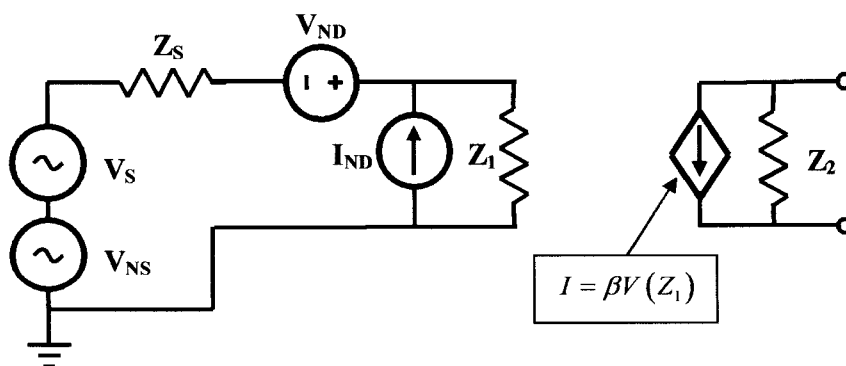 V_ND
Z_S
- +
V_S
I_ND
Z_1
Z_2
V_NS
I = βV(Z_1)